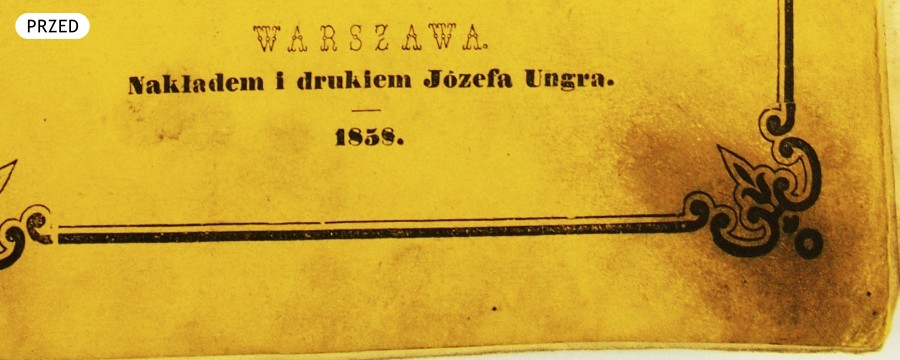 PRZED
WARSZAWA.
Nakładem i drukiem Józefa Ungra.
1858.